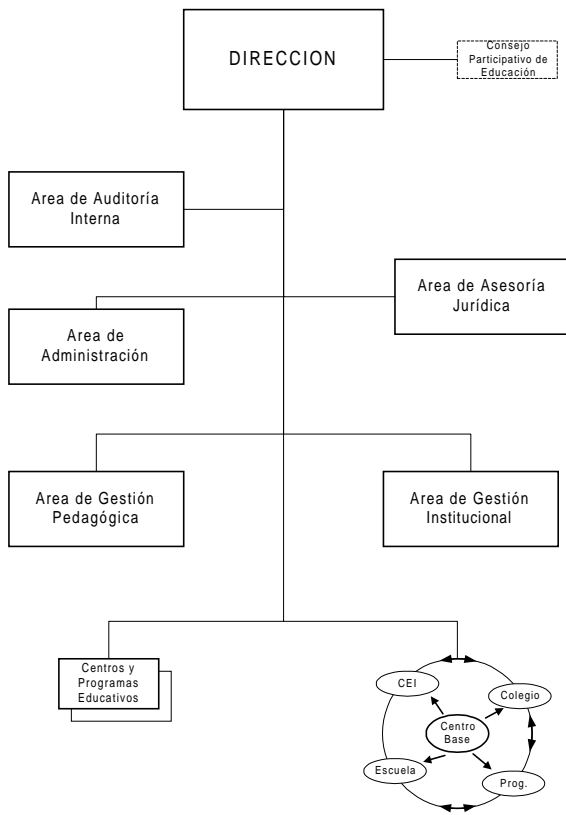 DIRECCION
Consejo
Participativo de
Educación
Area de Auditoría
Interna
Area de Asesoría
Jurídica
Area de
Administración
Area de Gestión
Pedagógica
Area de Gestión
Institucional
Centros y
Programas
Educativos
CEI
Colegio
Centro
Base
Escuela
Prog.